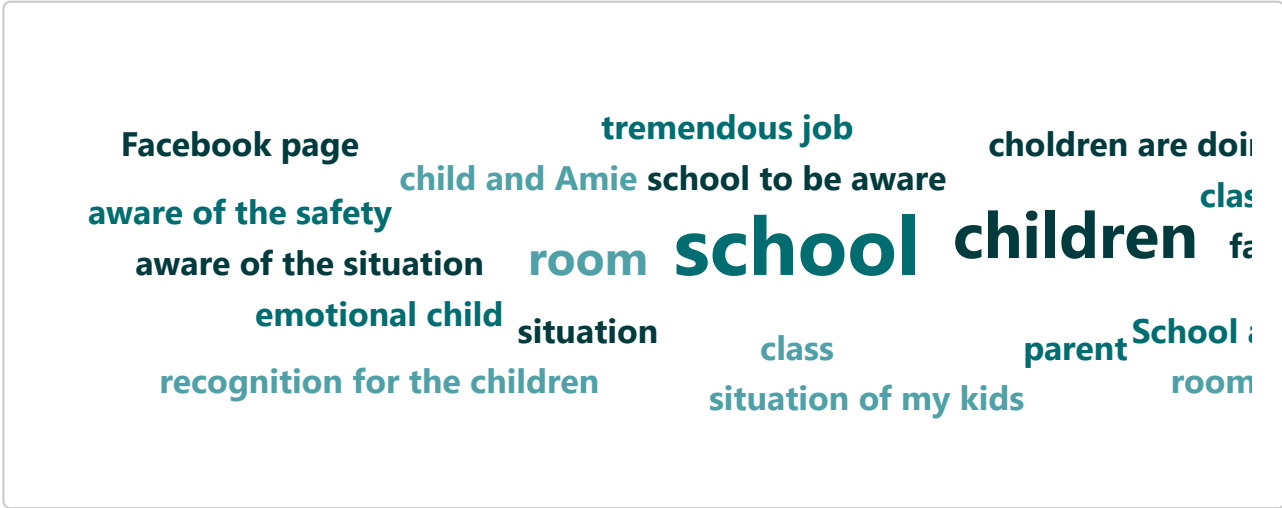 tremendous job
Facebook page
choldren are doi
child and Amie
school to be aware
clas
aware of the safety
children
school
fa
room
aware of the situation
emotional child
situation
School
class
parent
recognition for the children
room
situation of my kids